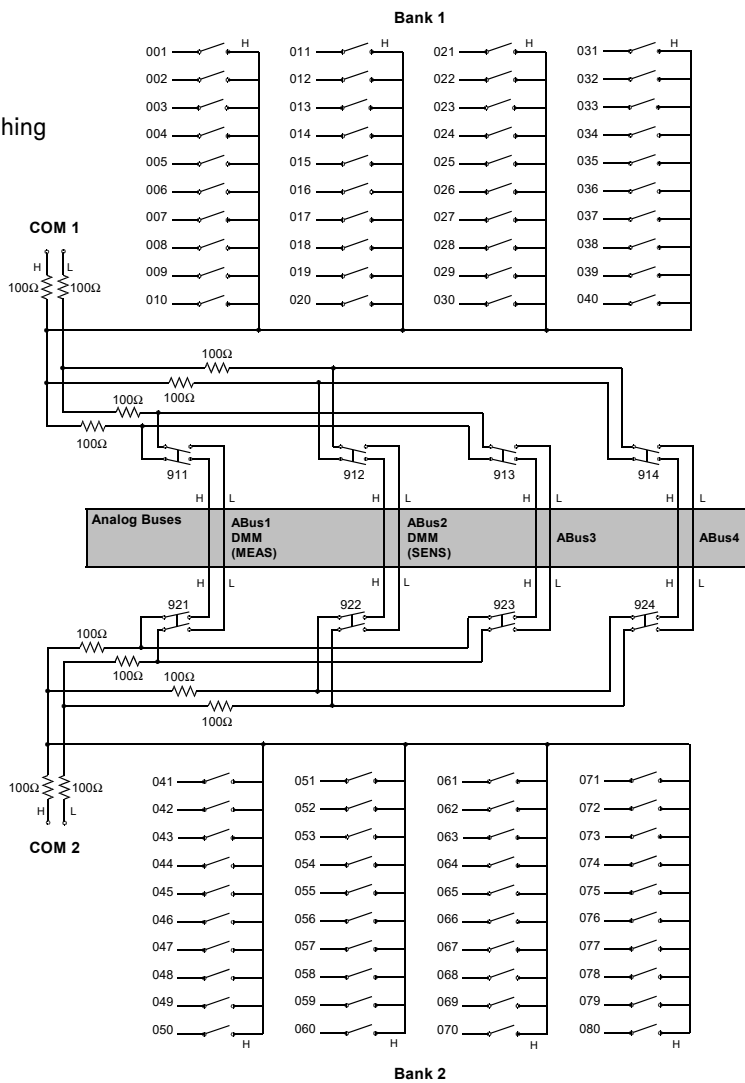 Bank 1
H H H H
001 011 021 031
002 012 022 032
003 013 023 033
hing
004 014 024 034
005 015 025 035
006 016 026 036
007 017 027 037
COM 1
008 018 028 038
H L
009 019 029 039
100Ω 100Ω
010 020 030 040
100Ω
100Ω
100Ω
100Ω
911 912 913 914
H L H L H L H L
Analog Buses
ABus1
DMM
(MEAS)
ABus2
DMM
(SENS)
ABus3
ABus4
H L H L H L H L
921 922 923 924
100Ω
100Ω 100Ω
100Ω
041 051 061 071
100Ω 100Ω
042 052 062 072
H L
043 053 063 073
COM 2
044 054 064 074
045 055 065 075
046 056 066 076
047 057 067 077
048 058 068 078
049 059 069 079
050 060 070 080
H H H H
Bank 2